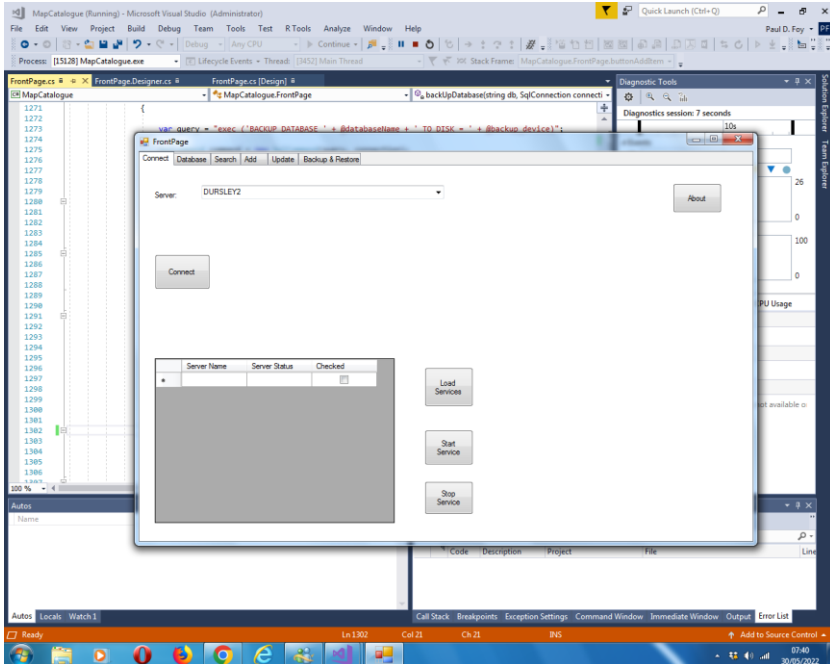 MapCatalogue (Running) - Microsoft Visual Studio (Administrator)
Quick Launch (Ctrl+Q)
File Edit View Project Build Debug Team Tools Test R Tools Analyze Window Help
Paul D. Foy
PF
Debug Any CPU Continue
Process: [15128] MapCatalogue.exe Lifecycle Events Thread: [3452] Main Thread Stack Frame: MapCatalogue.FrontPage.buttonAddItem
FrontPage.cs FrontPage.Designer.cs FrontPage.cs [Design]
MapCatalogue MapCatalogue.FrontPage backUpDatabase(string db, SqlConnection connecti
1271 {
1272
1273 var query = "exec ('BACKUP DATABASE ' + @databaseName + ' TO DISK = ' + @backup_device)";
1274
1275
1276
1277
1278
1279
1280
1281
1282
1283
1284
1285
1286
1287
1288
1289
1290
1291
1292
1293
1294
1295
1296
1297
1298
1299
1300
1301
1302
1303
1304
1305
1306
100 %
FrontPage
Connect Database Search Add Update Backup & Restore
Server: DURSLEY2
About
Connect
Server Name Server Status Checked
Load Services
Start Service
Stop Service
Diagnostic Tools
Diagnostics session: 7 seconds
10s
26
0
100
0
not available
Solution Explorer
Team Explorer
Autos
Name
Code Description Project File Line
Autos Locals Watch 1
Call Stack Breakpoints Exception Settings Command Window Immediate Window Output Error List
Ready Ln 1302 Col 21 Ch 21 INS Add to Source Control
07:40
30/05/2022